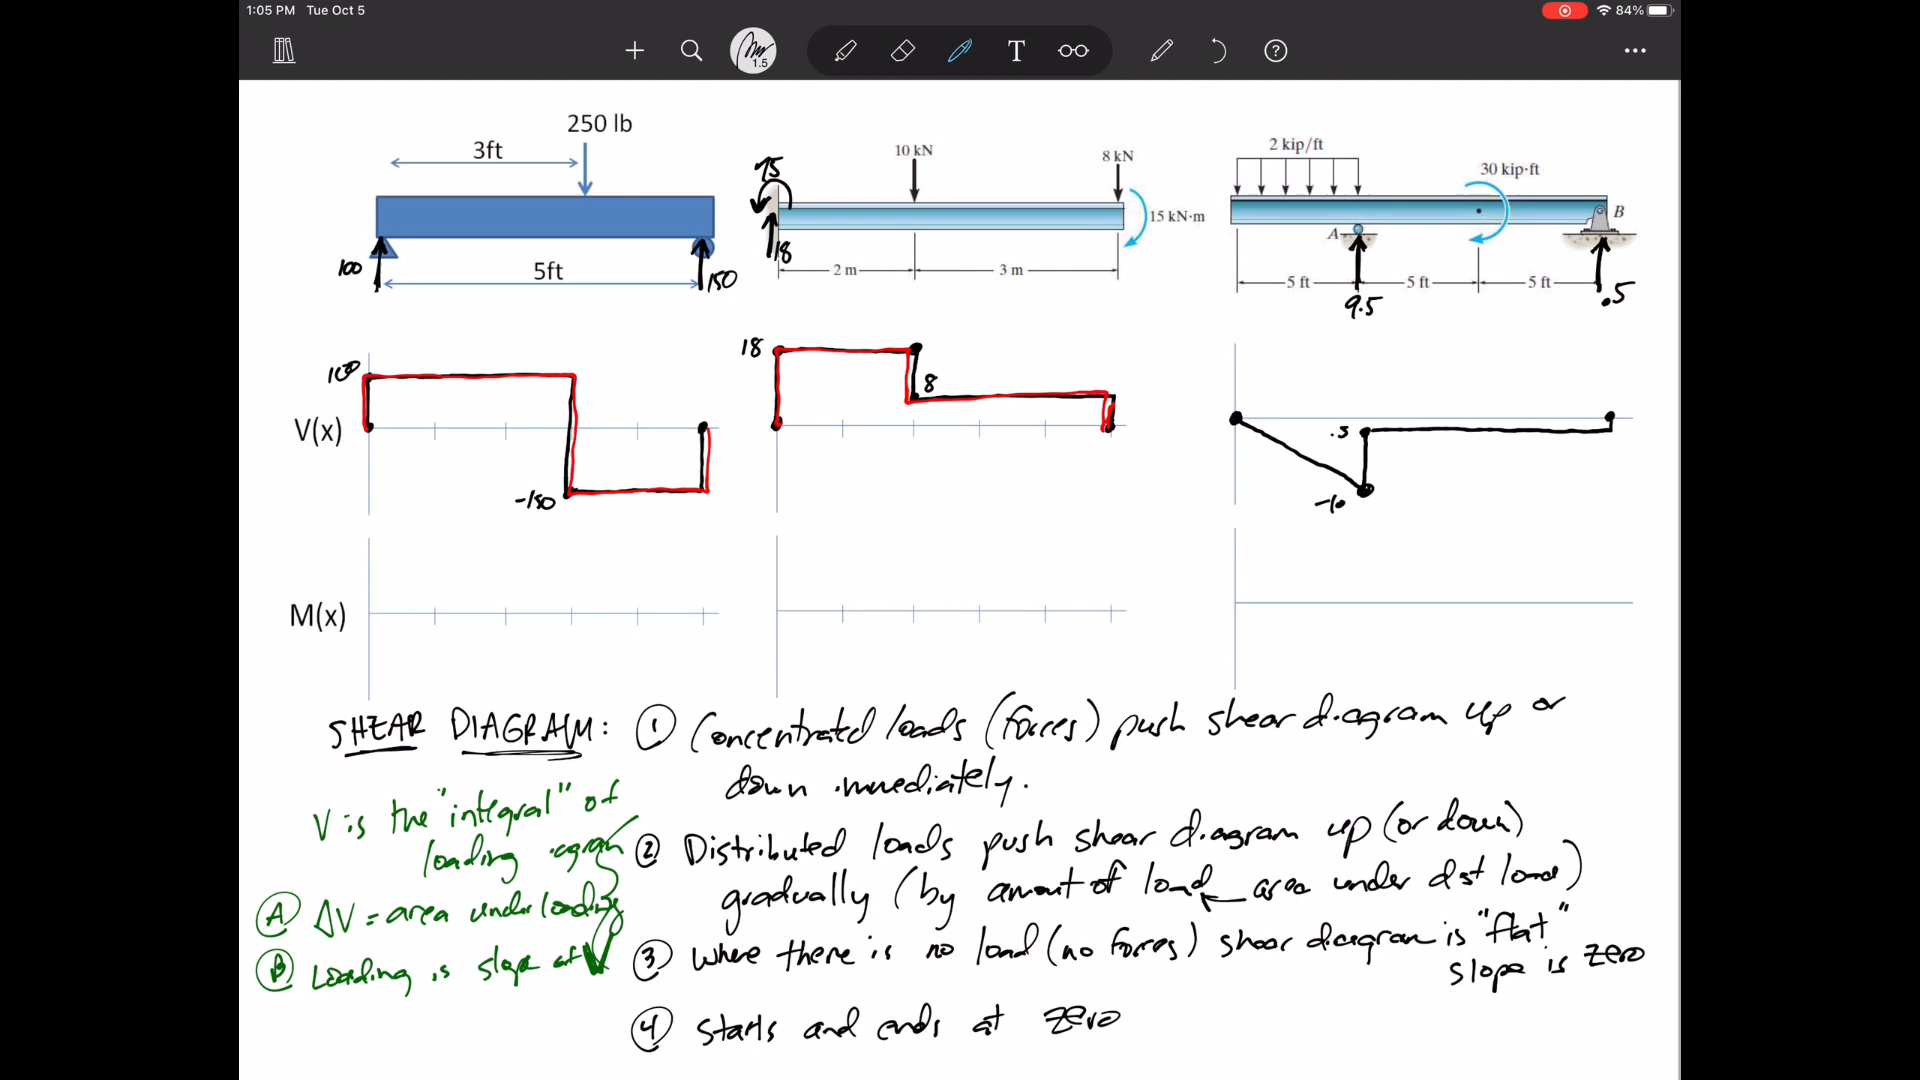 1:05 PM Tue Oct 5
84%
1.5
T
?
250 lb
3ft
5ft
100
150
10 kN
8 kN
75
18
15 kN·m
2 m
3 m
2 kip/ft
30 kip·ft
A
B
5 ft
5 ft
5 ft
9.5
.5
V(x)
100
-150
18
8
.5
-10
M(x)
SHEAR DIAGRAM: ① Concentrated loads (forces) push shear diagram up or
down immediately.
② Distributed loads push shear diagram up (or down)
gradually (by amount of load ← area under dist load)
③ where there is no load (no forces) shear diagram is "flat"
slope is zero
④ starts and ends at zero
V is the "integral" of
loading
Ⓐ ΔV = area under loading
Ⓑ Loading is slope of V